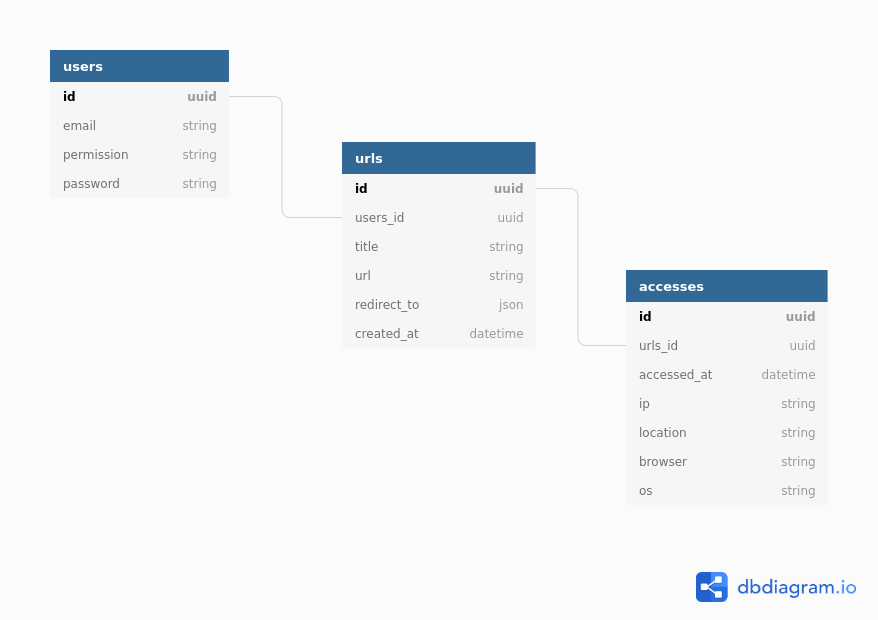 users
id uuid
email string
permission string
password string
urls
id uuid
users_id uuid
title string
url string
redirect_to json
created_at datetime
accesses
id uuid
urls_id uuid
accessed_at datetime
ip string
location string
browser string
os string
dbdiagram.io